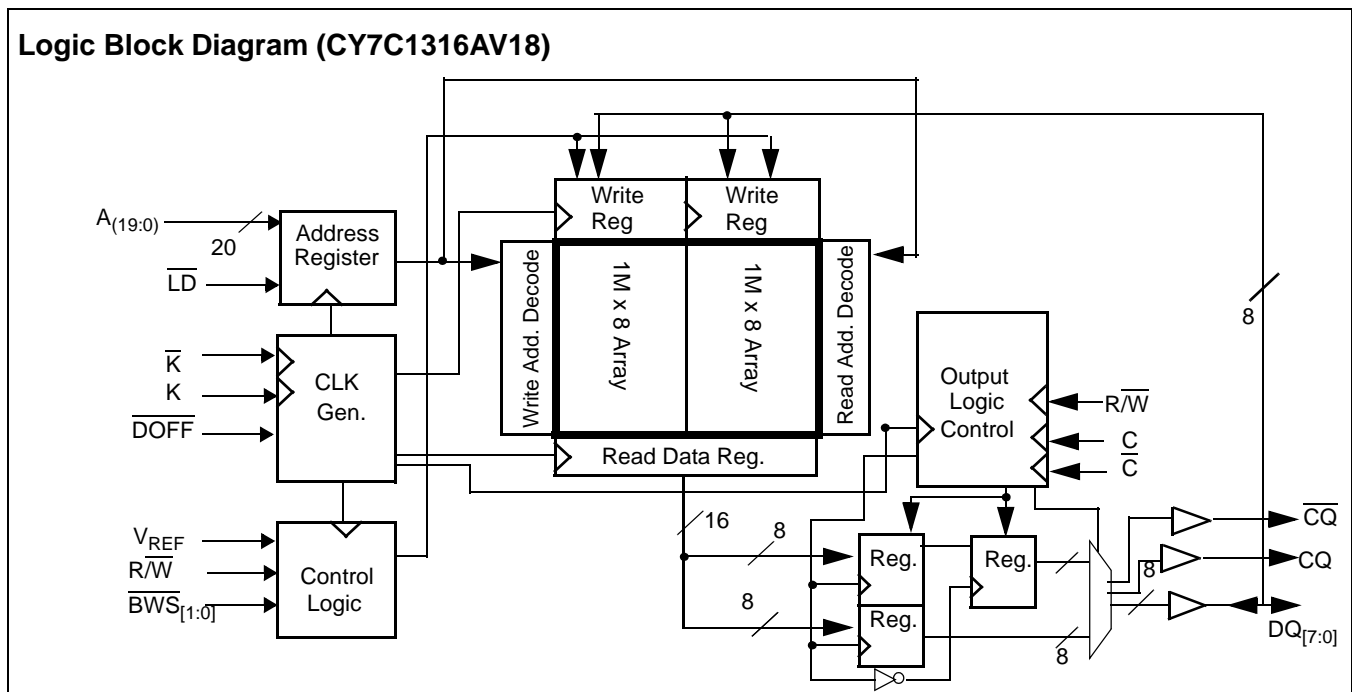 Logic Block Diagram (CY7C1316AV18)
Write
Reg
Write
Reg
A(19:0)
20
Address
Register
LD
Write Add. Decode
1M x 8 Array
1M x 8 Array
Read Add. Decode
8
K
K
DOFF
CLK
Gen.
Output
Logic
Control
R/W
C
C
Read Data Reg.
16
8
8
VREF
R/W
BWS[1:0]
Control
Logic
Reg.
Reg.
Reg.
8
8
CQ
CQ
DQ[7:0]